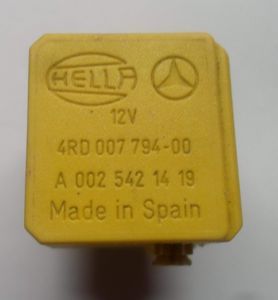 HELLA
12V
4RD 007 794-00
A 002 542 14 19
Made in Spain